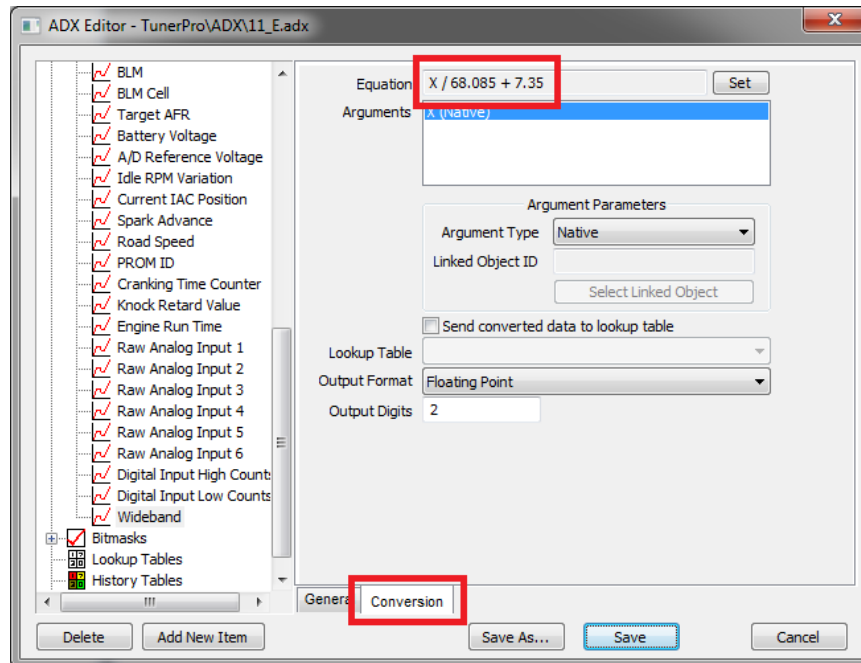 ADX Editor - TunerPro\ADX\11_E.adx
BLM
BLM Cell
Target AFR
Battery Voltage
A/D Reference Voltage
Idle RPM Variation
Current IAC Position
Spark Advance
Road Speed
PROM ID
Cranking Time Counter
Knock Retard Value
Engine Run Time
Raw Analog Input 1
Raw Analog Input 2
Raw Analog Input 3
Raw Analog Input 4
Raw Analog Input 5
Raw Analog Input 6
Digital Input High Counts
Digital Input Low Counts
Wideband
Bitmasks
Lookup Tables
History Tables
Equation X / 68.085 + 7.35 Set
Arguments X (Native)
Argument Parameters
Argument Type Native
Linked Object ID
Select Linked Object
Send converted data to lookup table
Lookup Table
Output Format Floating Point
Output Digits 2
Genera Conversion
Delete Add New Item Save As... Save Cancel